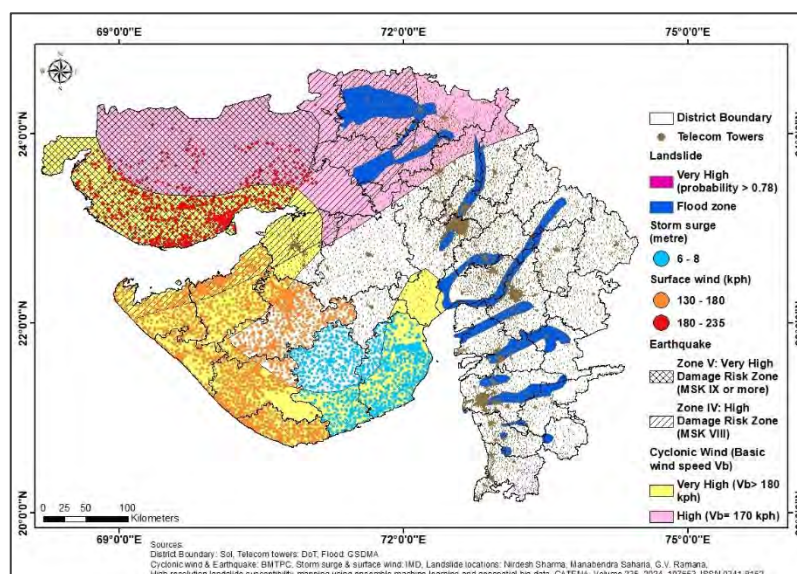 69°0'0"E 72°0'0"E 75°0'0"E
N
24°0'0"N
22°0'0"N
20°0'0"N
District Boundary
Telecom Towers
Landslide
Very High
(probability > 0.78)
Flood zone
Storm surge
(metre)
6 - 8
Surface wind (kph)
130 - 180
180 - 235
Earthquake
Zone V: Very High
Damage Risk Zone
(MSK IX or more)
Zone IV: High
Damage Risk Zone
(MSK VIII)
Cyclonic Wind (Basic
wind speed Vb)
Very High (Vb> 180
kph)
High (Vb= 170 kph)
0 25 50 100
Kilometers
69°0'0"E 72°0'0"E 75°0'0"E
Sources:
District Boundary: SoI, Telecom towers: DoT, Flood: GSDMA
Cyclonic wind & Earthquake: BMTPC, Storm surge & surface wind: IMD, Landslide locations: Nirdesh Sharma, Manabendra Saharia, G.V. Ramana,